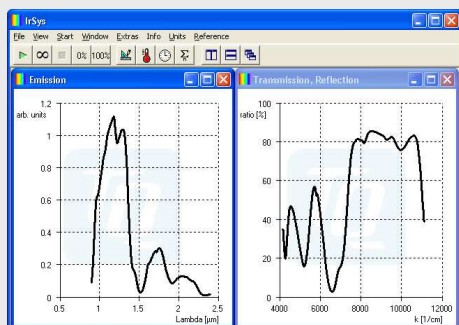 IrSys
File View Start Window Extras Info Units Reference
0% 100%
Emission
arb. units
1.2
1
0.8
0.6
0.4
0.2
0
0.5 1 1.5 2 2.5
Lambda [µm]
Transmission, Reflection
ratio [%]
100
80
60
40
20
0
4000 6000 8000 10000 12000
k [1/cm]